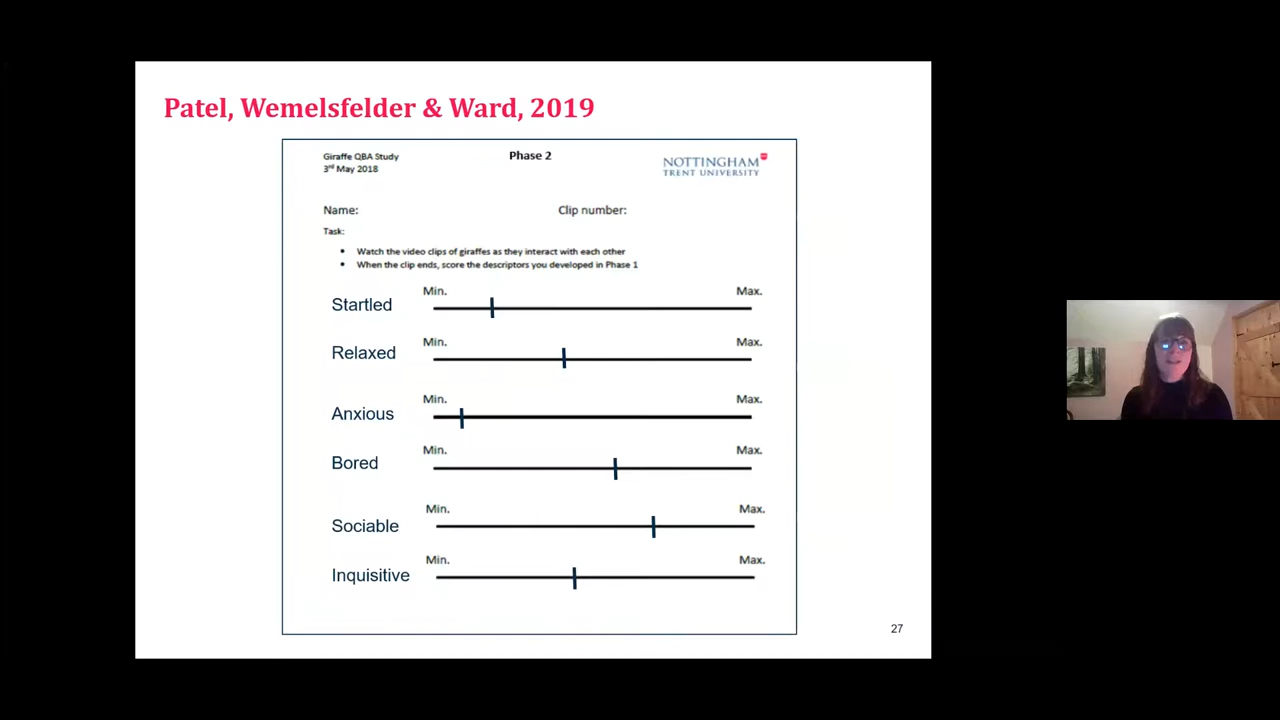 Patel, Wemelsfelder & Ward, 2019
Giraffe QBA Study
3rd May 2018
Phase 2
NOTTINGHAM
TRENT UNIVERSITY
Name:
Clip number:
Task:
• Watch the video clips of giraffes as they interact with each other
• When the clip ends, score the descriptors you developed in Phase 1
Min. Max.
Startled
Min. Max.
Relaxed
Min. Max.
Anxious
Min. Max.
Bored
Min. Max.
Sociable
Min. Max.
Inquisitive
27